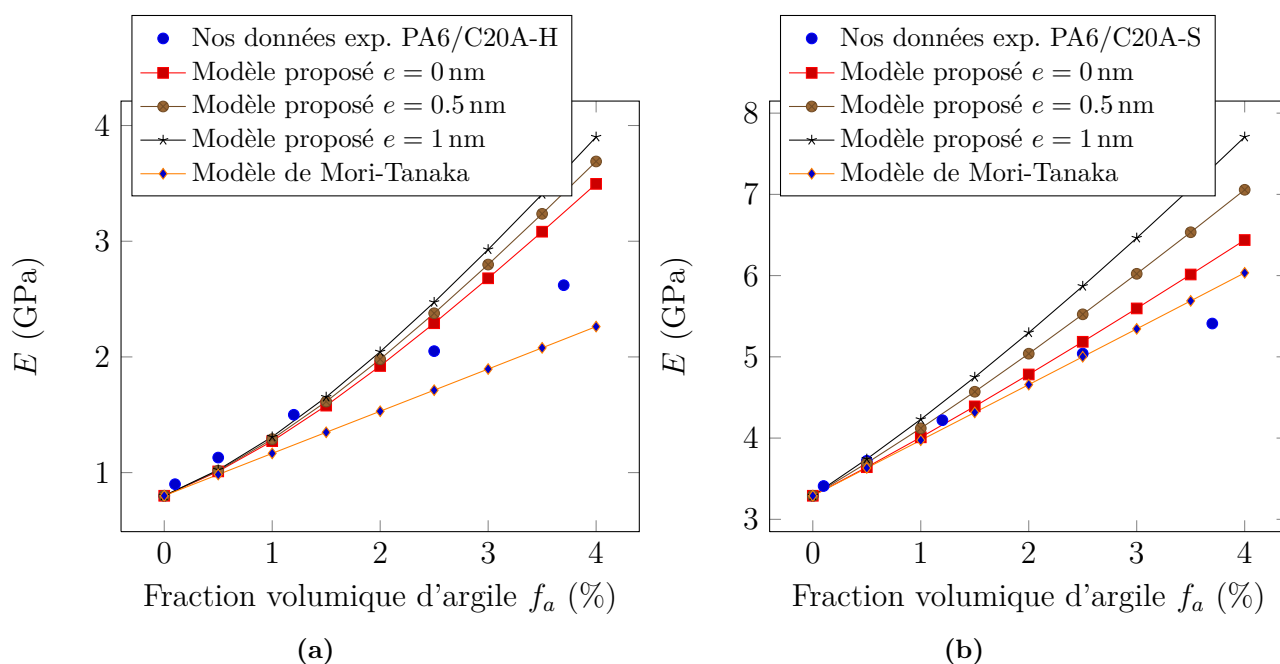 Nos données exp. PA6/C20A-H
Modèle proposé e = 0 nm
Modèle proposé e = 0.5 nm
Modèle proposé e = 1 nm
Modèle de Mori-Tanaka
4
3
2
1
E (GPa)
0 1 2 3 4
Fraction volumique d'argile f_a (%)
(a)
Nos données exp. PA6/C20A-S
Modèle proposé e = 0 nm
Modèle proposé e = 0.5 nm
Modèle proposé e = 1 nm
Modèle de Mori-Tanaka
8
7
6
5
4
3
E (GPa)
0 1 2 3 4
Fraction volumique d'argile f_a (%)
(b)